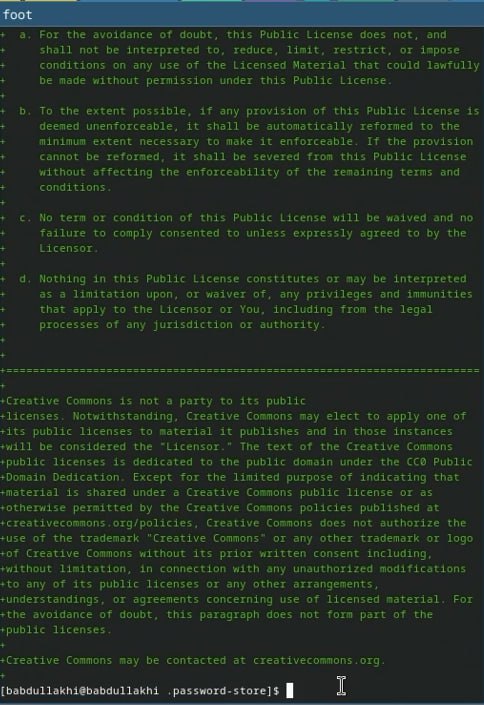 foot
+  a. For the avoidance of doubt, this Public License does not, and
+     shall not be interpreted to, reduce, limit, restrict, or impose
+     conditions on any use of the Licensed Material that could lawfully
+     be made without permission under this Public License.
+
+  b. To the extent possible, if any provision of this Public License is
+     deemed unenforceable, it shall be automatically reformed to the
+     minimum extent necessary to make it enforceable. If the provision
+     cannot be reformed, it shall be severed from this Public License
+     without affecting the enforceability of the remaining terms and
+     conditions.
+
+  c. No term or condition of this Public License will be waived and no
+     failure to comply consented to unless expressly agreed to by the
+     Licensor.
+
+  d. Nothing in this Public License constitutes or may be interpreted
+     as a limitation upon, or waiver of, any privileges and immunities
+     that apply to the Licensor or You, including from the legal
+     processes of any jurisdiction or authority.
+
+
+=======================================================================
+
+Creative Commons is not a party to its public
+licenses. Notwithstanding, Creative Commons may elect to apply one of
+its public licenses to material it publishes and in those instances
+will be considered the "Licensor." The text of the Creative Commons
+public licenses is dedicated to the public domain under the CC0 Public
+Domain Dedication. Except for the limited purpose of indicating that
+material is shared under a Creative Commons public license or as
+otherwise permitted by the Creative Commons policies published at
+creativecommons.org/policies, Creative Commons does not authorize the
+use of the trademark "Creative Commons" or any other trademark or logo
+of Creative Commons without its prior written consent including,
+without limitation, in connection with any unauthorized modifications
+to any of its public licenses or any other arrangements,
+understandings, or agreements concerning use of licensed material. For
+the avoidance of doubt, this paragraph does not form part of the
+public licenses.
+
+Creative Commons may be contacted at creativecommons.org.
+
[babdullakhi@babdullakhi .password-store]$